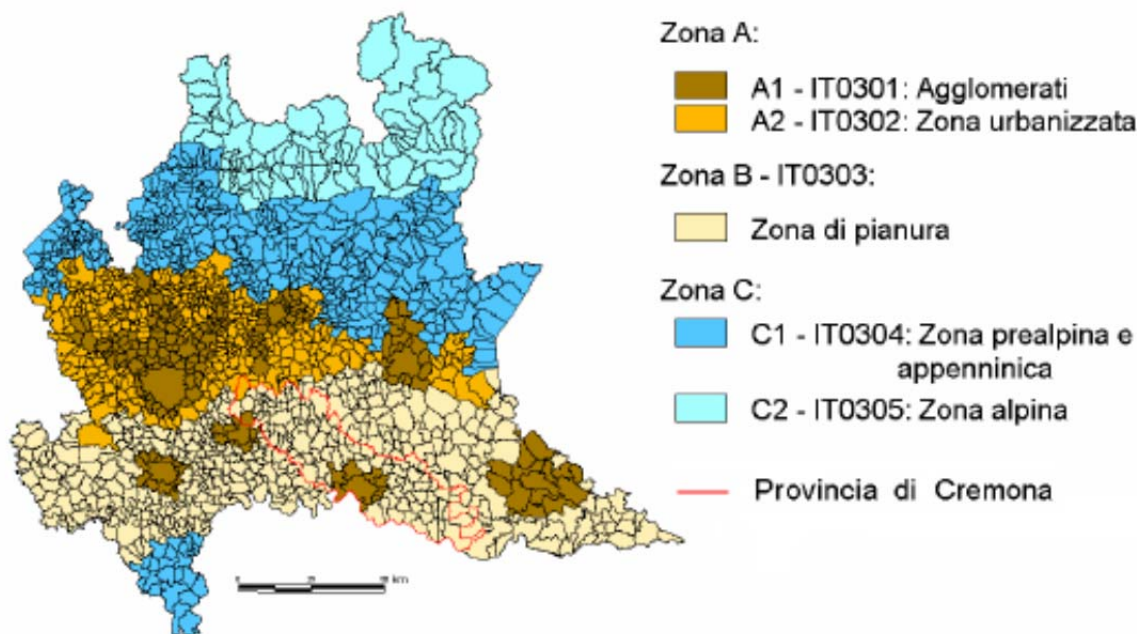 Zona A:
A1 - IT0301: Agglomerati
A2 - IT0302: Zona urbanizzata
Zona B - IT0303:
Zona di pianura
Zona C:
C1 - IT0304: Zona prealpina e
appenninica
C2 - IT0305: Zona alpina
Provincia di Cremona
km